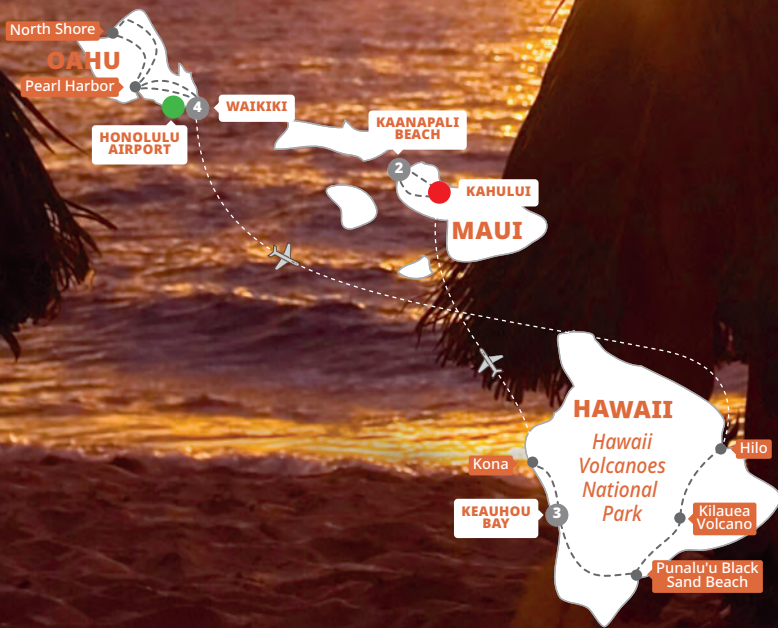 North Shore
OAHU
Pearl Harbor
4
WAIKIKI
HONOLULU
AIRPORT
KAANAPALI
BEACH
2
KAHULUI
MAUI
HAWAII
Hawaii
Volcanoes
National
Park
Kona
Hilo
KEAUHOU
BAY
3
Kilauea
Volcano
Punalu'u Black
Sand Beach